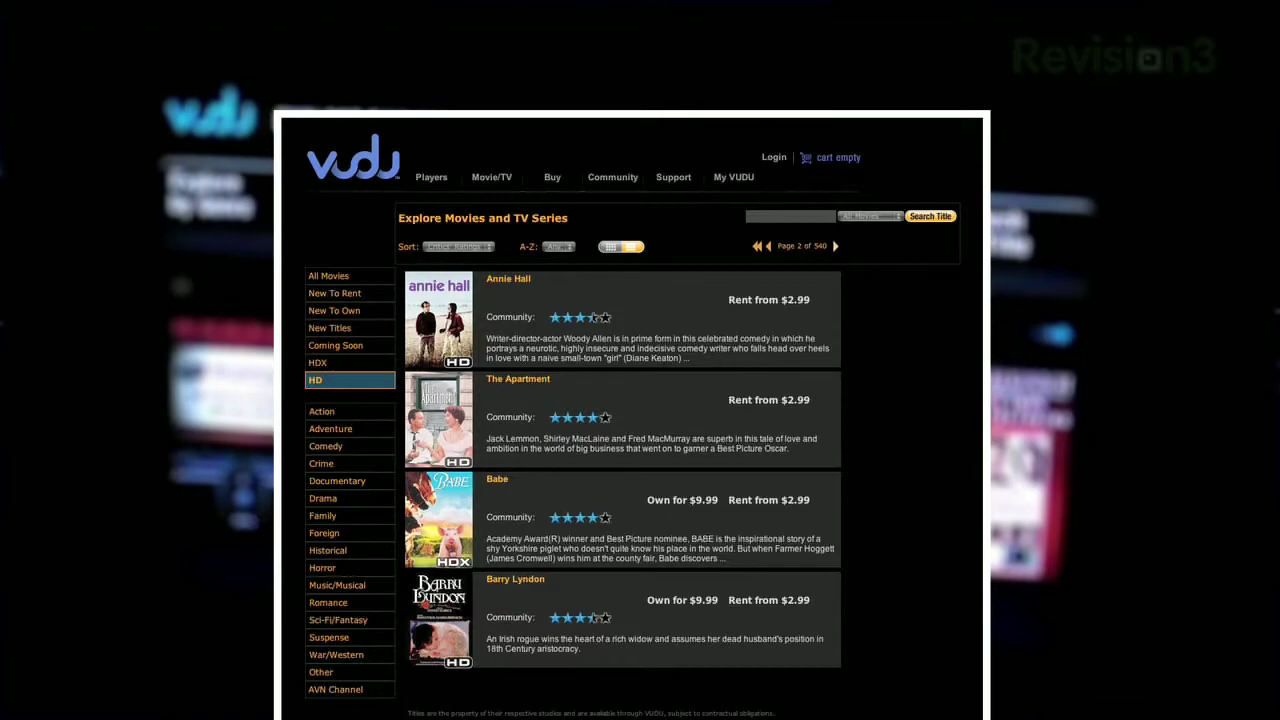 Revision3
vudu
Login
cart empty
Players
Movie/TV
Buy
Community
Support
My VUDU
Explore Movies and TV Series
All Movies
Search Title
Sort:
Critics' Ratings
A-Z:
Page 2 of 540
All Movies
New To Rent
New To Own
New Titles
Coming Soon
HDX
HD
Action
Adventure
Comedy
Crime
Documentary
Drama
Family
Foreign
Historical
Horror
Music/Musical
Romance
Sci-Fi/Fantasy
Suspense
War/Western
Other
AVN Channel
annie hall
HD
Annie Hall
Rent from $2.99
Community:
Writer-director-actor Woody Allen is in prime form in this celebrated comedy in which he
portrays a neurotic, highly insecure and indecisive comedy writer who falls head over heels
in love with a naive small-town "girl" (Diane Keaton) ...
The Apartment
HD
The Apartment
Rent from $2.99
Community:
Jack Lemmon, Shirley MacLaine and Fred MacMurray are superb in this tale of love and
ambition in the world of big business that went on to garner a Best Picture Oscar.
BABE
HDX
Babe
Own for $9.99 Rent from $2.99
Community:
Academy Award(R) winner and Best Picture nominee, BABE is the inspirational story of a
shy Yorkshire piglet who doesn't quite know his place in the world. But when Farmer Hoggett
(James Cromwell) wins him at the county fair, Babe discovers ...
BARRY
LYNDON
HD
Barry Lyndon
Own for $9.99 Rent from $2.99
Community:
An Irish rogue wins the heart of a rich widow and assumes her dead husband's position in
18th Century aristocracy.
Titles are the property of their respective studios and are available through VUDU, subject to contractual obligations.